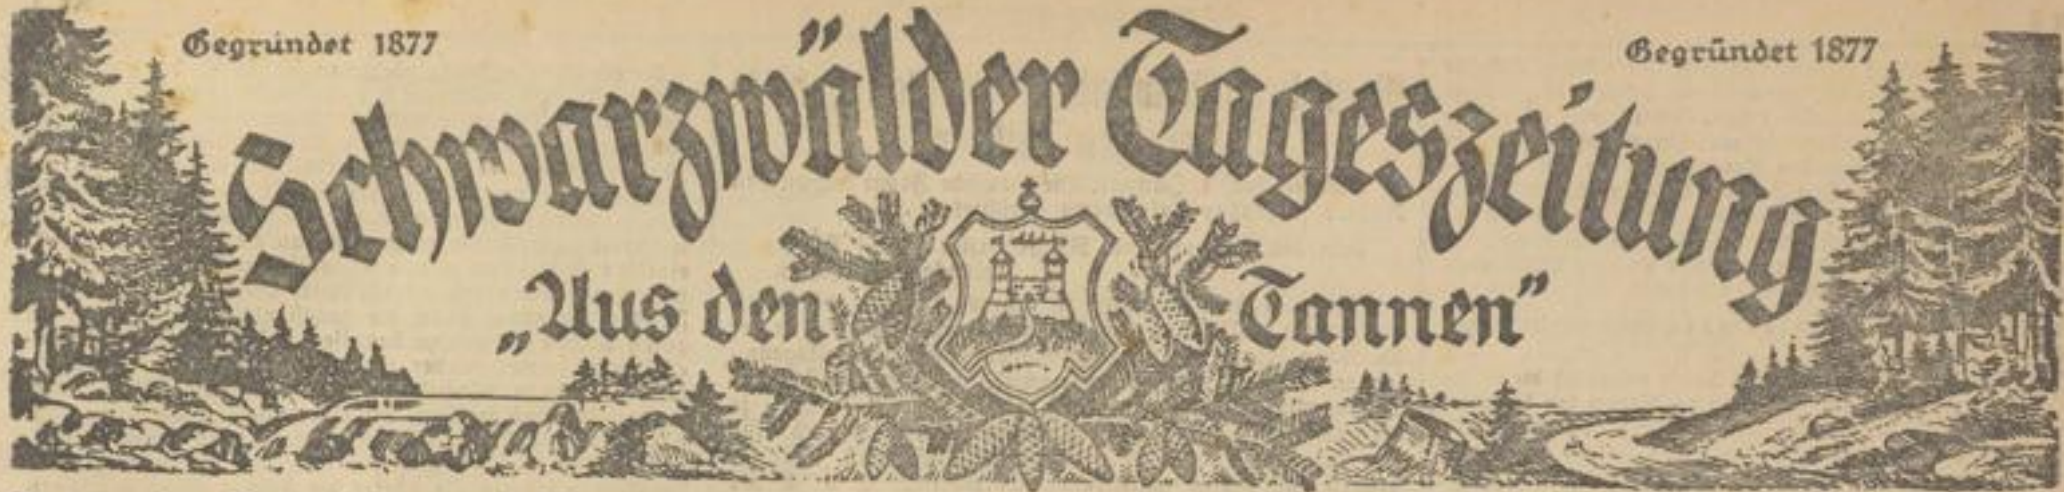 Gegründet 1877
Gegründet 1877
Schwarzwälder Tageszeitung
„Aus den Tannen”